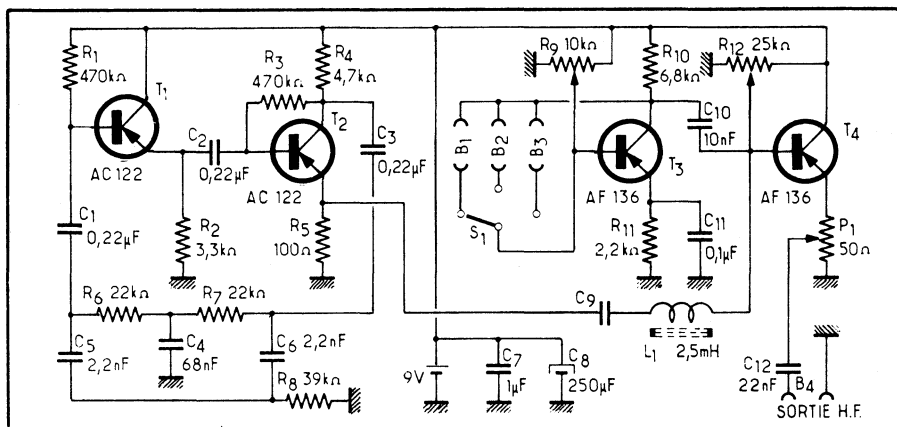 R1
470kΩ
T1
AC 122
C1
0,22µF
C2
0,22µF
R2
3,3kΩ
R3
470kΩ
R4
4,7kΩ
T2
AC 122
C3
0,22µF
R5
100Ω
R6 22kΩ
R7 22kΩ
C4
68nF
C5
2,2nF
C6 2,2nF
R8 39kΩ
9V
C7
1µF
C8
250µF
B1
B2
B3
S1
R9 10kΩ
R10
6,8kΩ
T3
AF 136
R11
2,2kΩ
C11
0,1µF
C10
10nF
R12 25kΩ
T4
AF 136
P1
50Ω
C9
L1 2,5mH
C12
22nF
B4
SORTIE H.F.